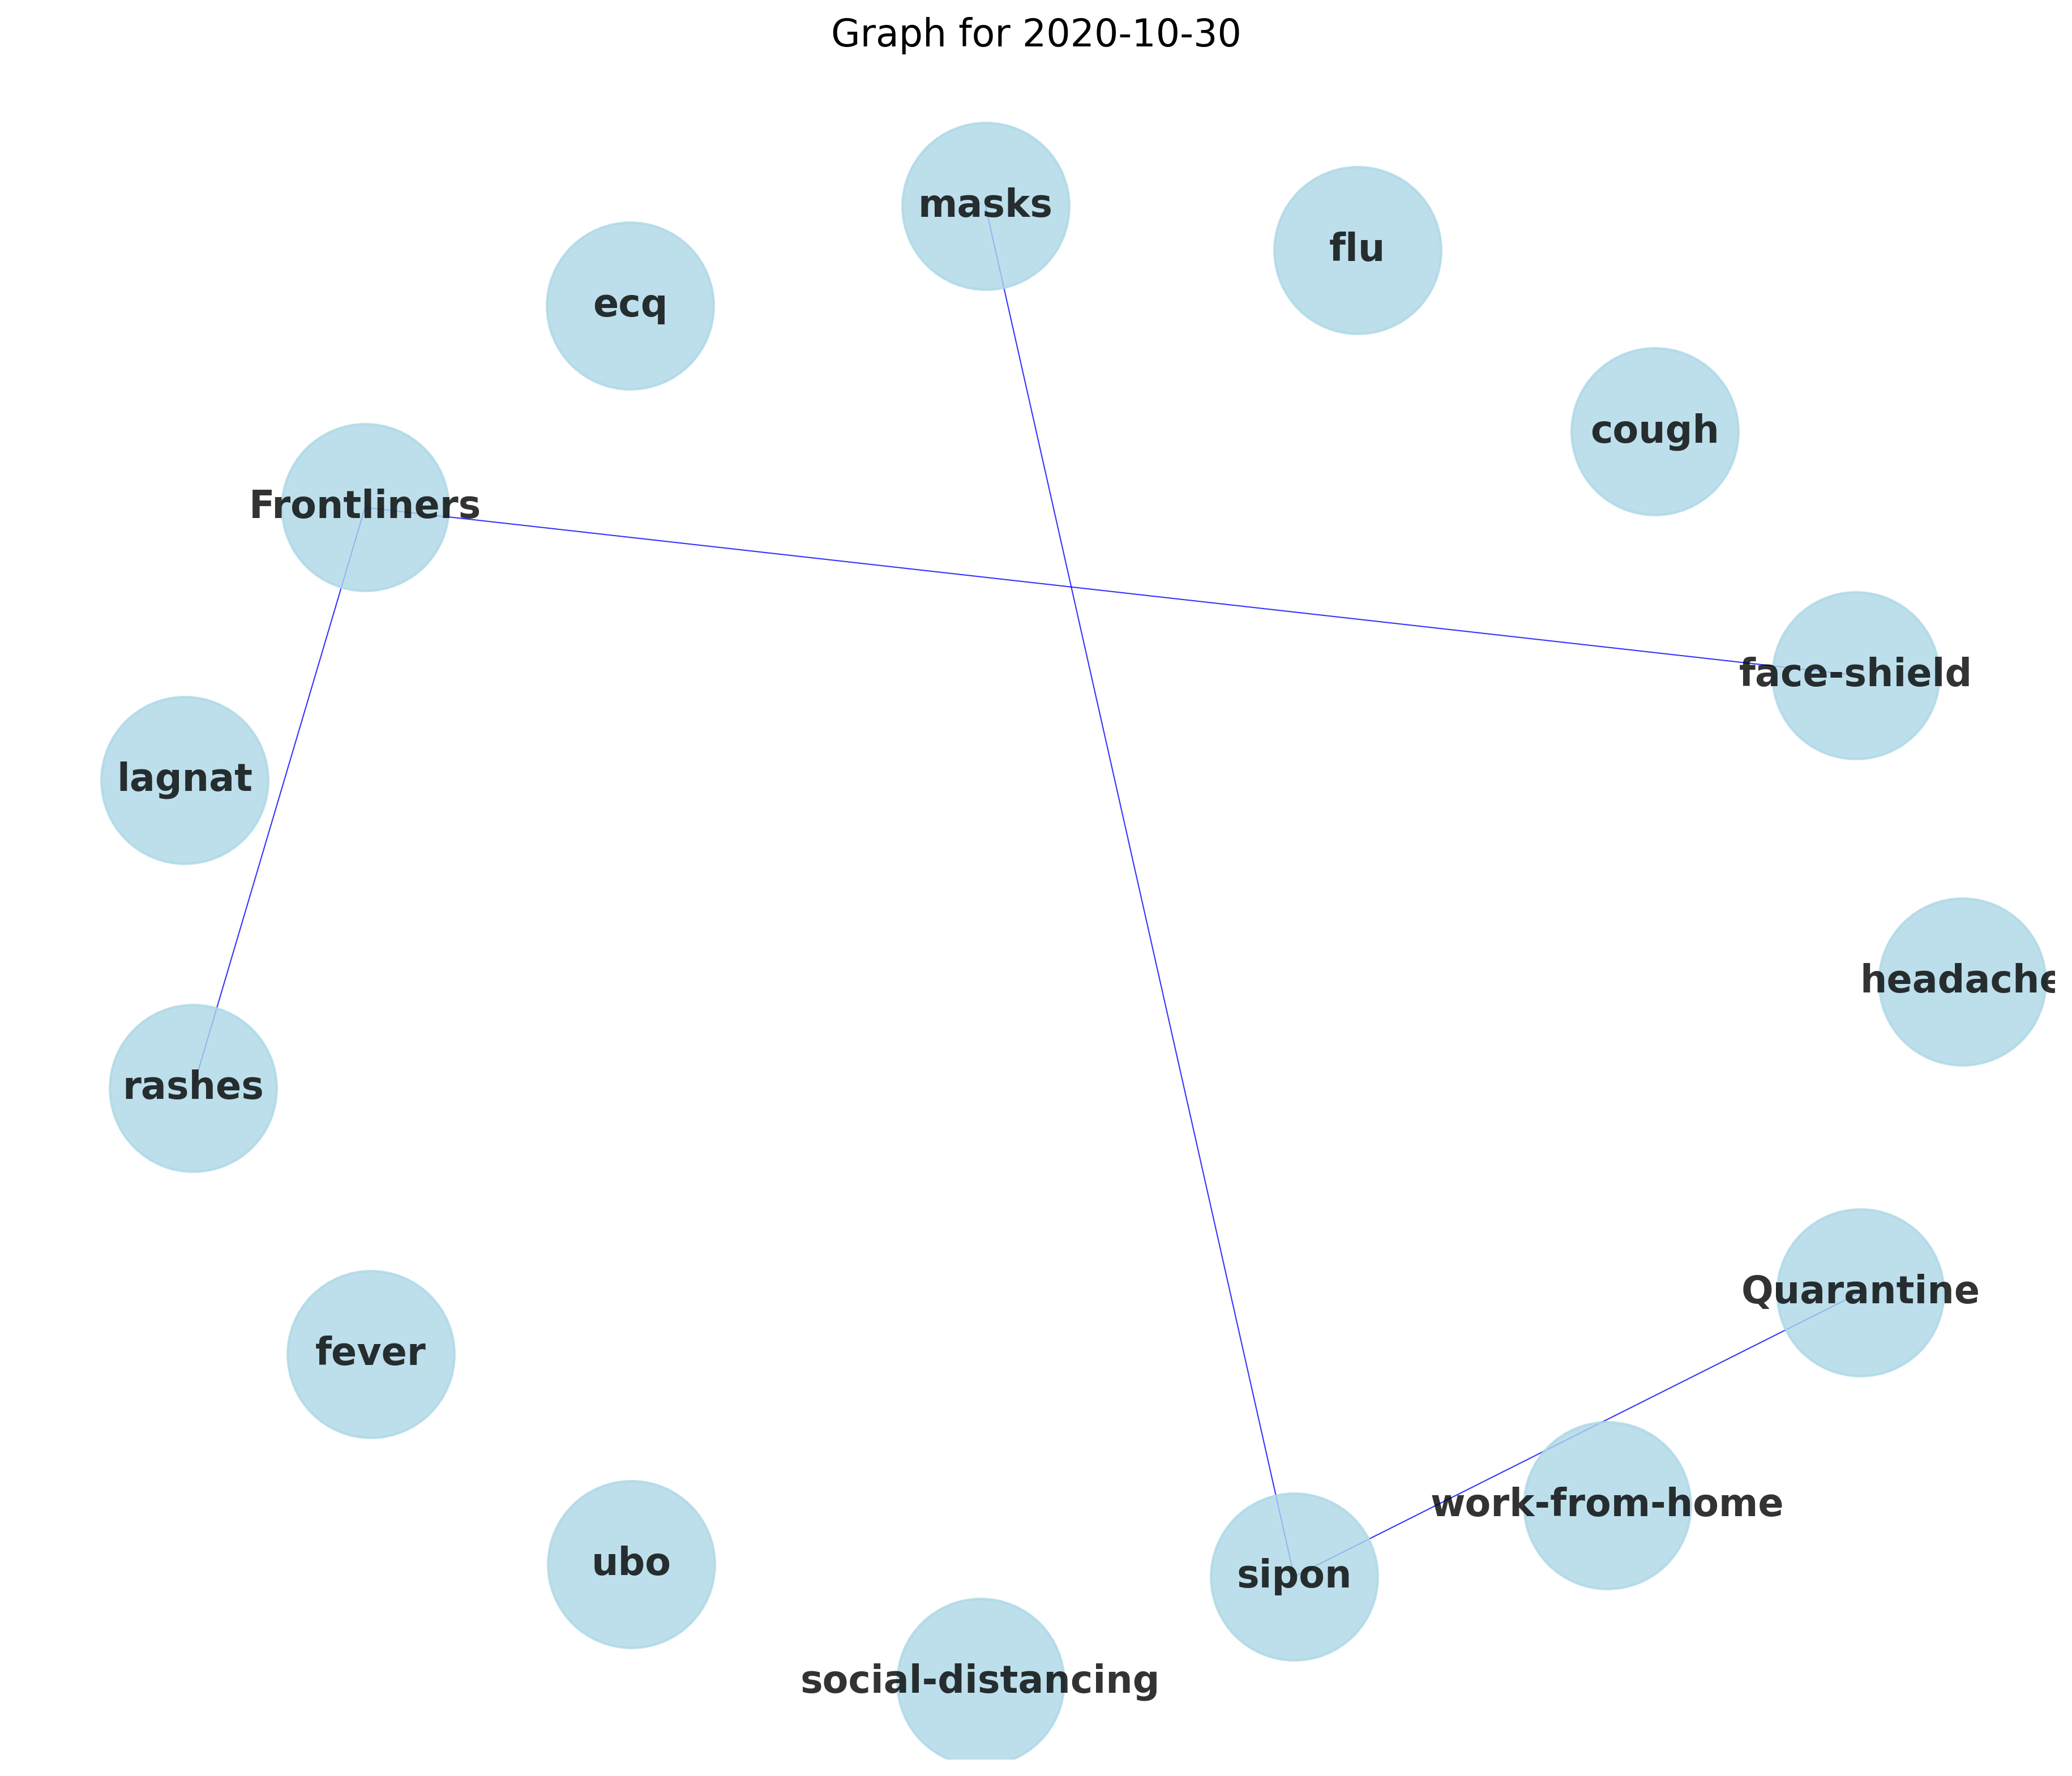 Graph for 2020-10-30
masks
flu
ecq
cough
Frontliners
face-shield
lagnat
headache
rashes
Quarantine
fever
work-from-home
ubo
sipon
social-distancing